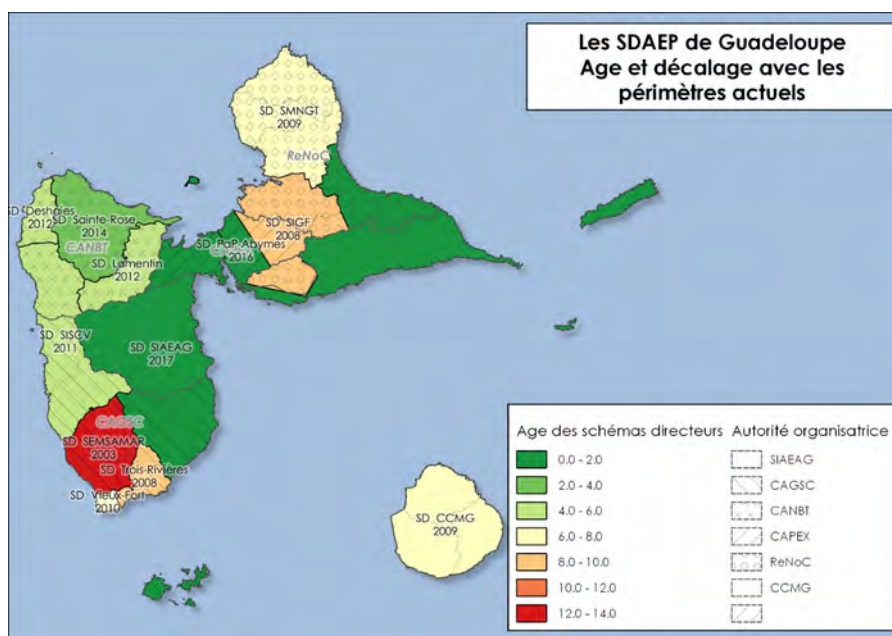 Les SDAEP de Guadeloupe
Age et décalage avec les
périmètres actuels
SD SMNGT
2009
ReNoC
SD Deshaies
2012
SD Sainte-Rose
2014
CANBT
SD SIGF
2008
SD PaP-Abymes
2016
SD Lamentin
2012
SD SISCV
2011
SD SIAEAG
2017
CAGSC
SD SEMSAMAR
2003
SD Trois-Rivières
2008
SD Vieux-Fort
2010
SD CCMG
2009
Age des schémas directeurs
0.0 - 2.0
2.0 - 4.0
4.0 - 6.0
6.0 - 8.0
8.0 - 10.0
10.0 - 12.0
12.0 - 14.0
Autorité organisatrice
SIAEAG
CAGSC
CANBT
CAPEX
ReNoC
CCMG